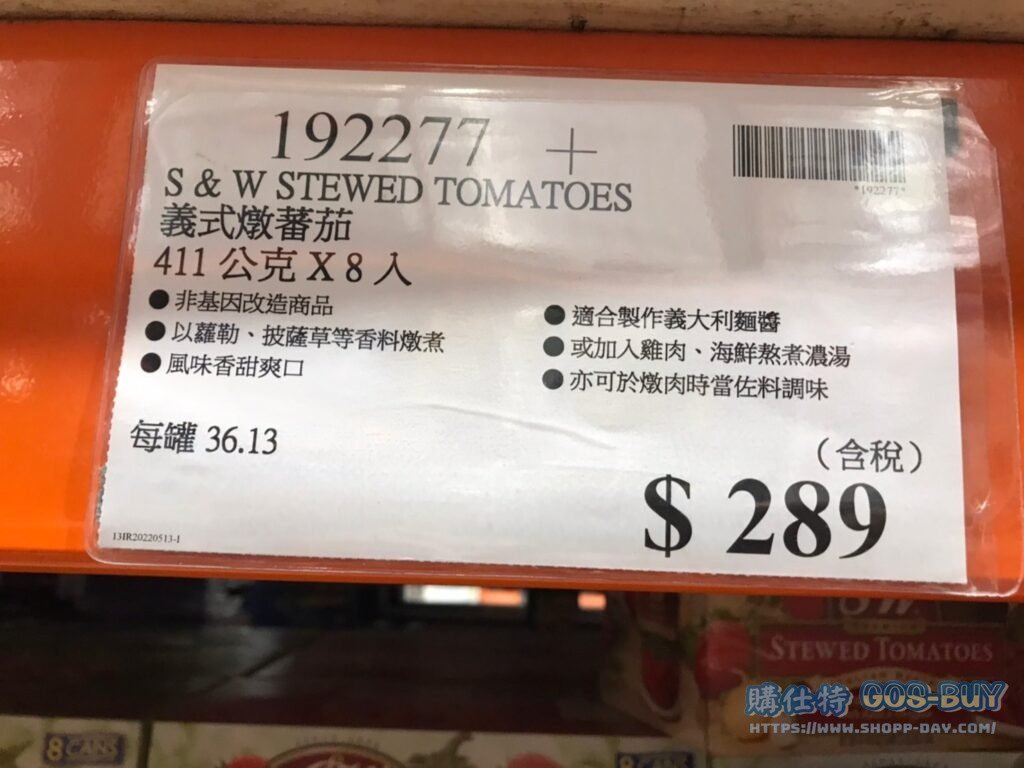 192277 +
*192277*
S & W STEWED TOMATOES
義式燉蕃茄
411 公克 X 8 入
●非基因改造商品
●以蘿勒、披薩草等香料燉煮
●風味香甜爽口
●適合製作義大利麵醬
●或加入雞肉、海鮮熬煮濃湯
●亦可於燉肉時當佐料調味
每罐 36.13
（含稅）
$ 289
13IR20220513-1
STEWED TOMATOES
購仕特 GOS-BUY
HTTPS://WWW.SHOPP-DAY.COM/
8 CANS
8 CANS